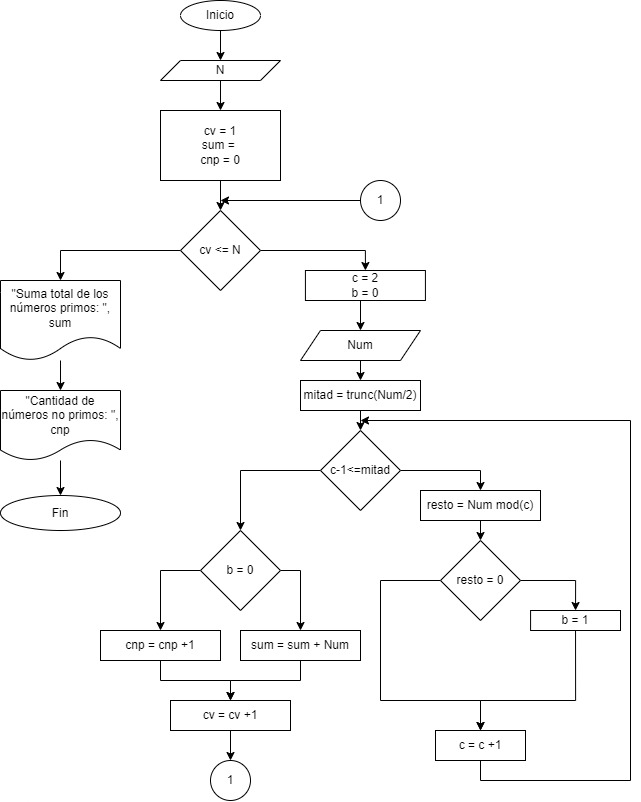 Inicio
N
cv = 1
sum =
cnp = 0
1
cv <= N
"Suma total de los
números primos: ",
sum
"Cantidad de
números no primos: ",
cnp
Fin
c = 2
b = 0
Num
mitad = trunc(Num/2)
c-1<=mitad
resto = Num mod(c)
resto = 0
b = 1
c = c +1
b = 0
cnp = cnp +1
sum = sum + Num
cv = cv +1
1